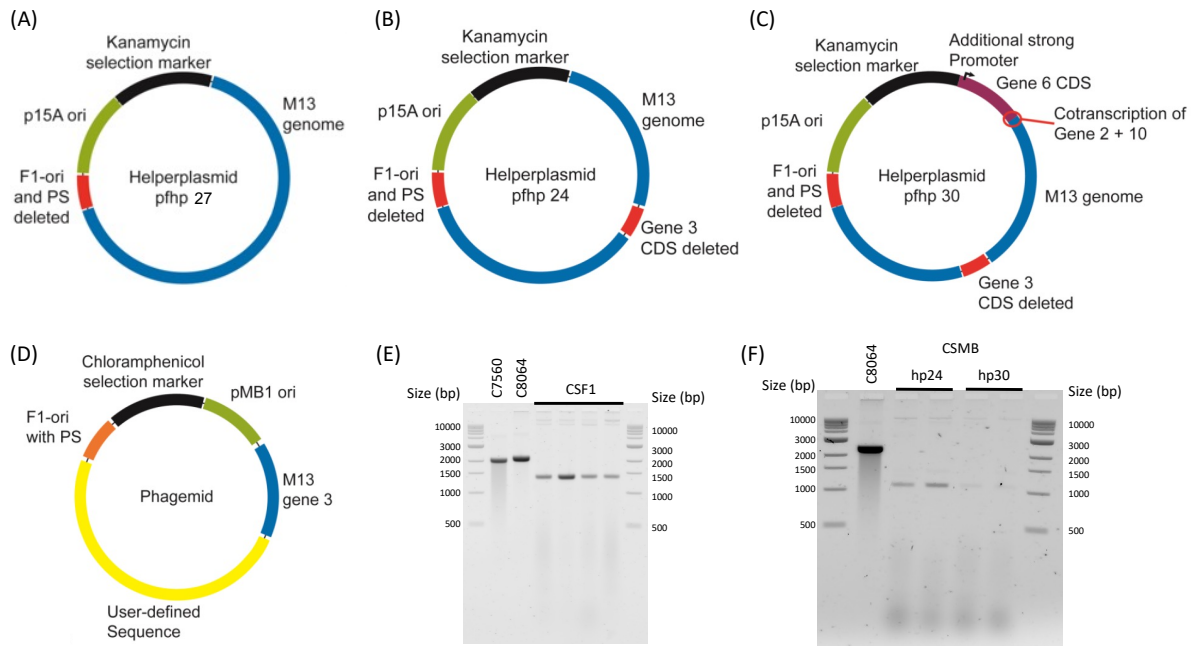 (A)
Kanamycin
selection marker
p15A ori
M13
genome
F1-ori
and PS
deleted
Helperplasmid
pfhp 27
(B)
Kanamycin
selection marker
p15A ori
M13
genome
F1-ori
and PS
deleted
Helperplasmid
pfhp 24
Gene 3
CDS deleted
(C)
Kanamycin
selection marker
Additional strong
Promoter
Gene 6 CDS
p15A ori
Cotranscription of
Gene 2 + 10
F1-ori
and PS
deleted
Helperplasmid
pfhp 30
M13 genome
Gene 3
CDS deleted
(D)
Chloramphenicol
selection marker
pMB1 ori
F1-ori
with PS
M13
gene 3
Phagemid
User-defined
Sequence
(E)
C7560
C8064
CSF1
Size (bp)
Size (bp)
10000
3000
2000
1500
1000
500
10000
3000
2000
1500
1000
500
(F)
C8064
CSMB
hp24
hp30
Size (bp)
Size (bp)
10000
3000
2000
1500
1000
500
10000
3000
2000
1500
1000
500